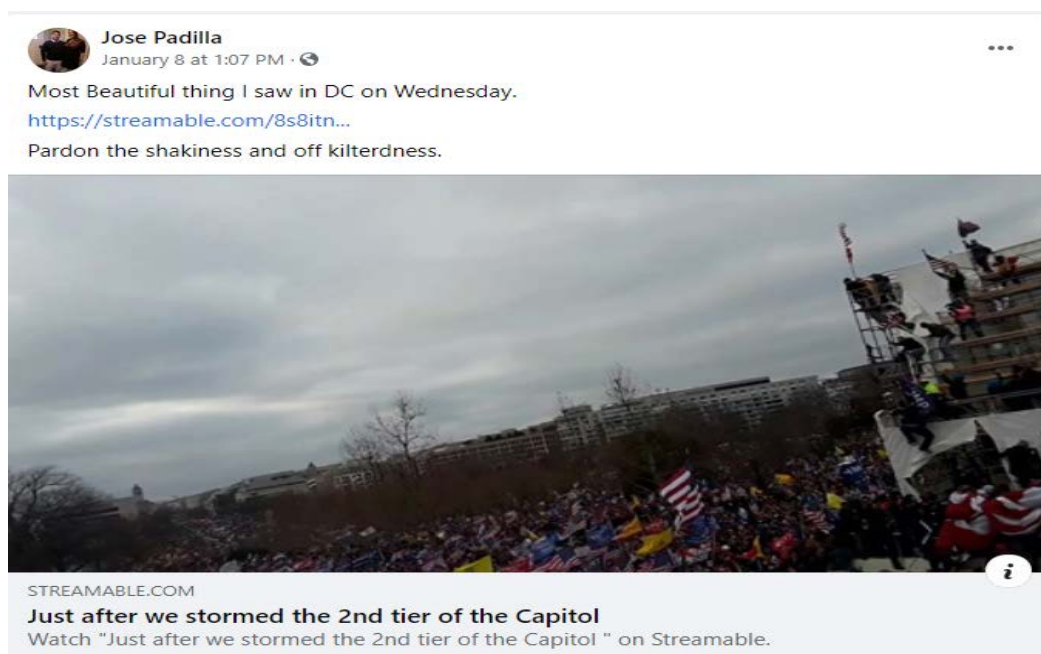 Jose Padilla
January 8 at 1:07 PM ·
Most Beautiful thing I saw in DC on Wednesday.
https://streamable.com/8s8itn...
Pardon the shakiness and off kilterdness.
i
STREAMABLE.COM
Just after we stormed the 2nd tier of the Capitol
Watch "Just after we stormed the 2nd tier of the Capitol " on Streamable.